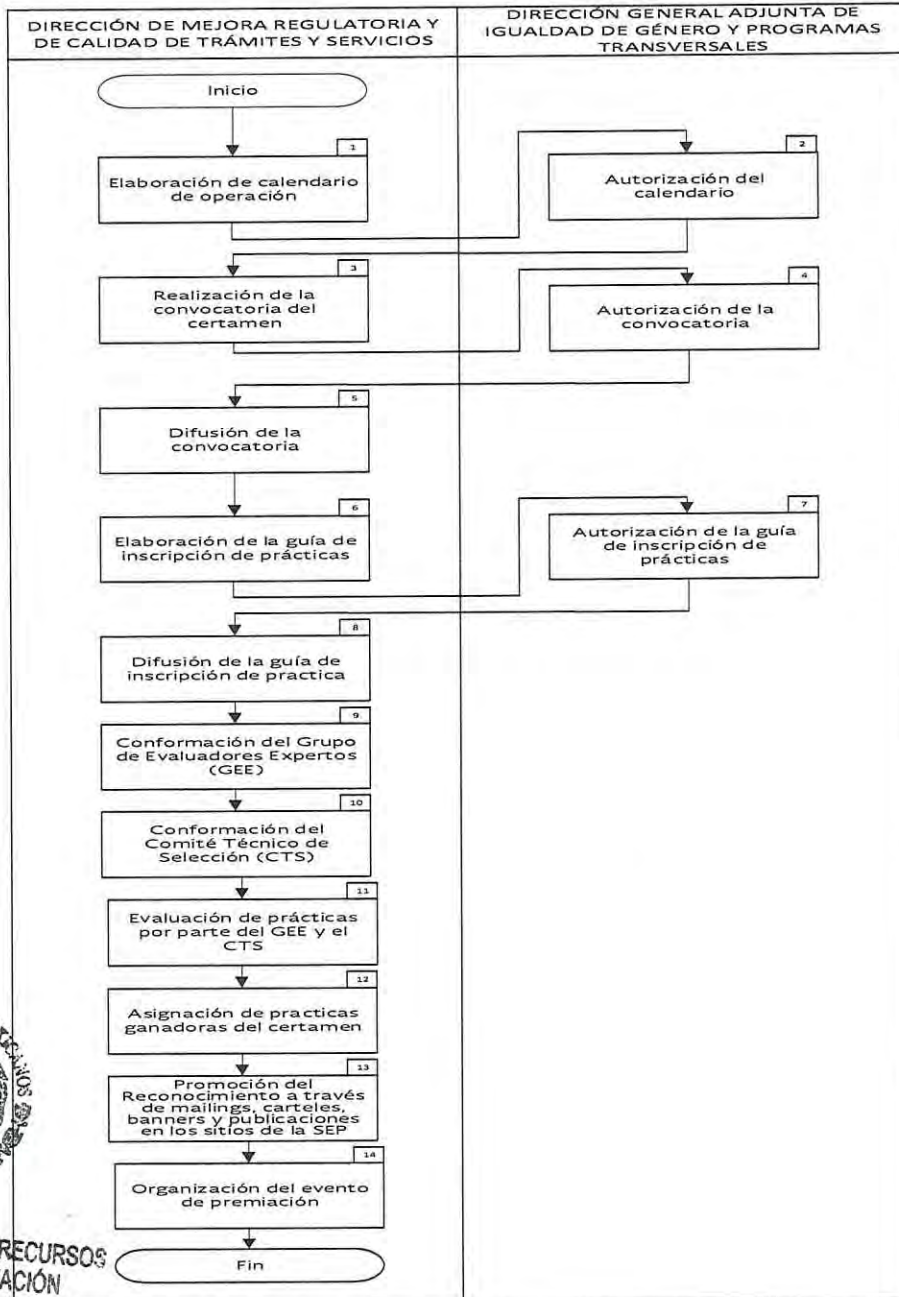 DIRECCIÓN DE MEJORA REGULATORIA Y
DE CALIDAD DE TRÁMITES Y SERVICIOS
DIRECCIÓN GENERAL ADJUNTA DE
IGUALDAD DE GÉNERO Y PROGRAMAS
TRANSVERSALES
Inicio
1
Elaboración de calendario
de operación
2
Autorización del
calendario
3
Realización de la
convocatoria del
certamen
4
Autorización de la
convocatoria
5
Difusión de la
convocatoria
6
Elaboración de la guía de
inscripción de prácticas
7
Autorización de la guía
de inscripción de
prácticas
8
Difusión de la guía de
inscripción de practica
9
Conformación del Grupo
de Evaluadores Expertos
(GEE)
10
Conformación del
Comité Técnico de
Selección (CTS)
11
Evaluación de prácticas
por parte del GEE y el
CTS
12
Asignación de practicas
ganadoras del certamen
13
Promoción del
Reconocimiento a través
de mailings, carteles,
banners y publicaciones
en los sitios de la SEP
14
Organización del evento
de premiación
Fin
RECURSOS
ACIÓN